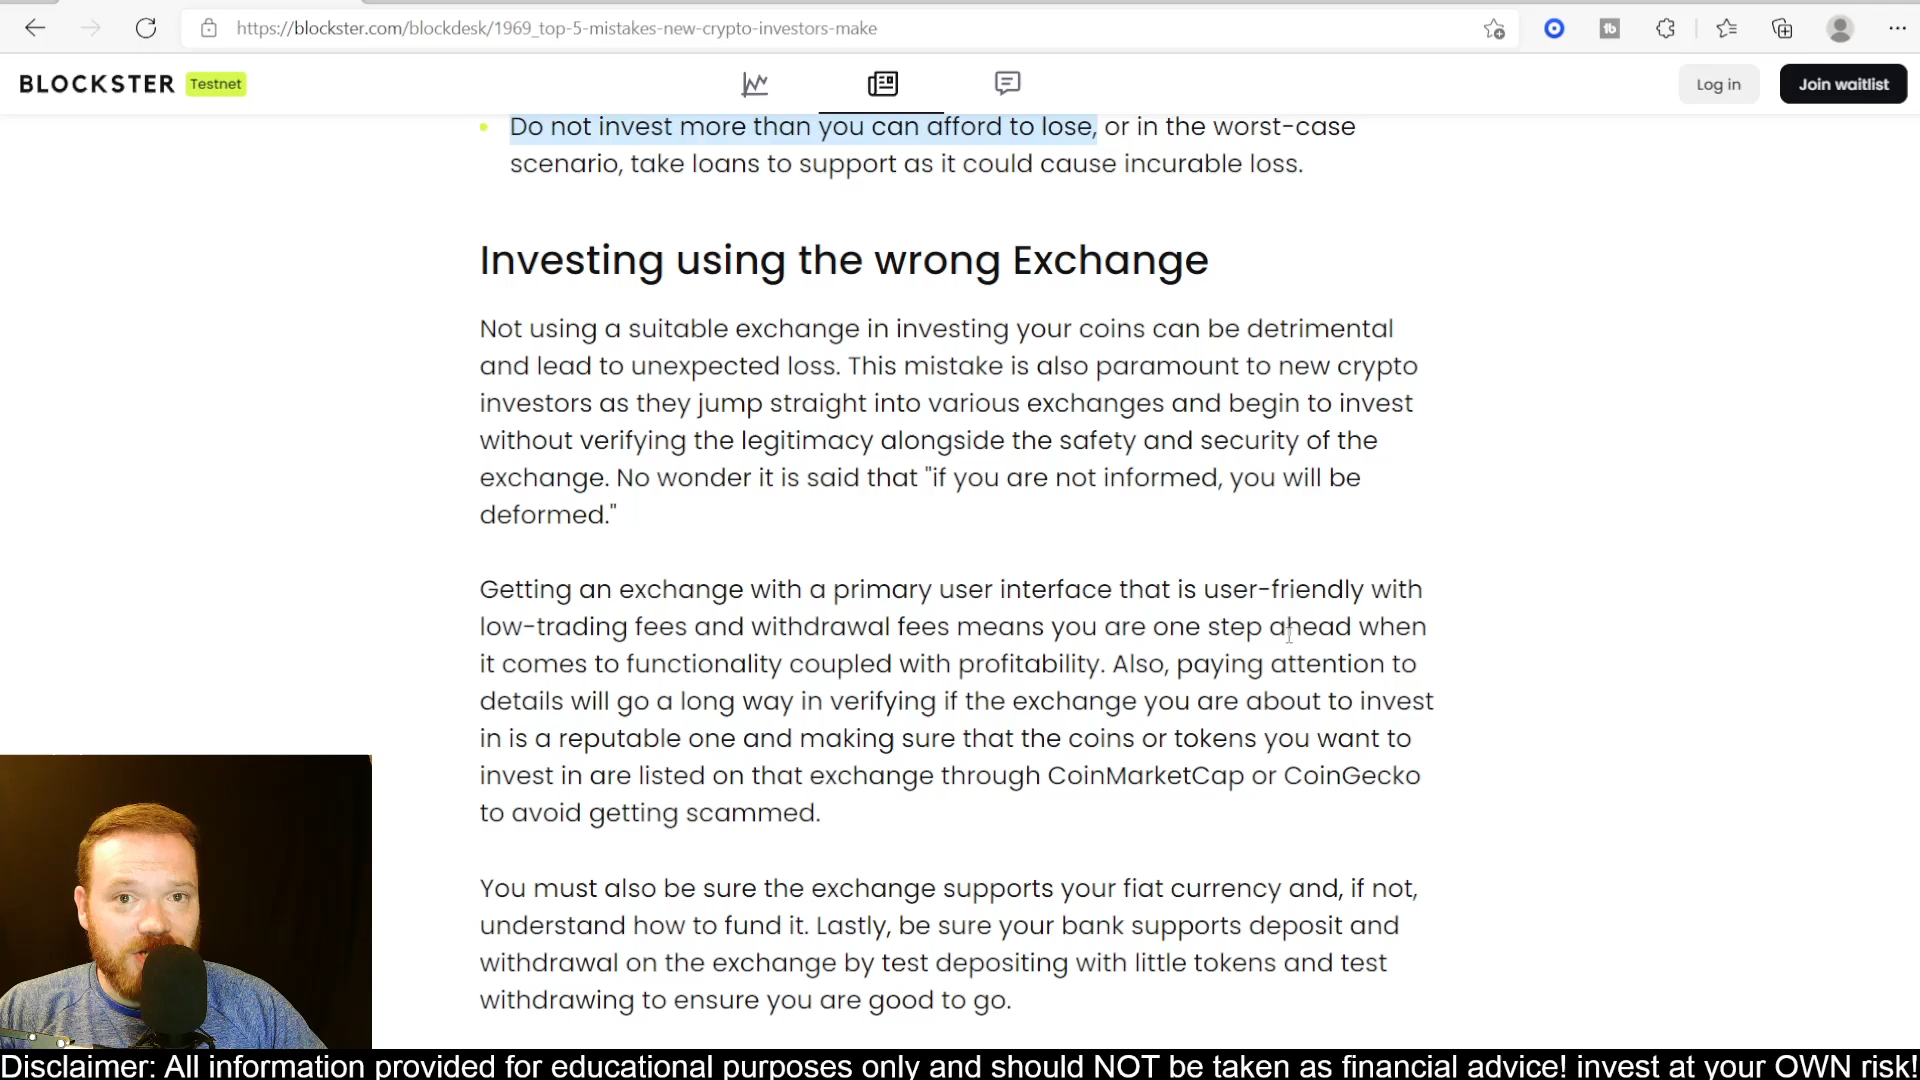 https://blockster.com/blockdesk/1969_top-5-mistakes-new-crypto-investors-make
BLOCKSTER Testnet
Log in
Join waitlist
Do not invest more than you can afford to lose, or in the worst-case
scenario, take loans to support as it could cause incurable loss.
Investing using the wrong Exchange
Not using a suitable exchange in investing your coins can be detrimental
and lead to unexpected loss. This mistake is also paramount to new crypto
investors as they jump straight into various exchanges and begin to invest
without verifying the legitimacy alongside the safety and security of the
exchange. No wonder it is said that "if you are not informed, you will be
deformed."
Getting an exchange with a primary user interface that is user-friendly with
low-trading fees and withdrawal fees means you are one step ahead when
it comes to functionality coupled with profitability. Also, paying attention to
details will go a long way in verifying if the exchange you are about to invest
in is a reputable one and making sure that the coins or tokens you want to
invest in are listed on that exchange through CoinMarketCap or CoinGecko
to avoid getting scammed.
You must also be sure the exchange supports your fiat currency and, if not,
understand how to fund it. Lastly, be sure your bank supports deposit and
withdrawal on the exchange by test depositing with little tokens and test
withdrawing to ensure you are good to go.
Disclaimer: All information provided for educational purposes only and should NOT be taken as financial advice! invest at your OWN risk!